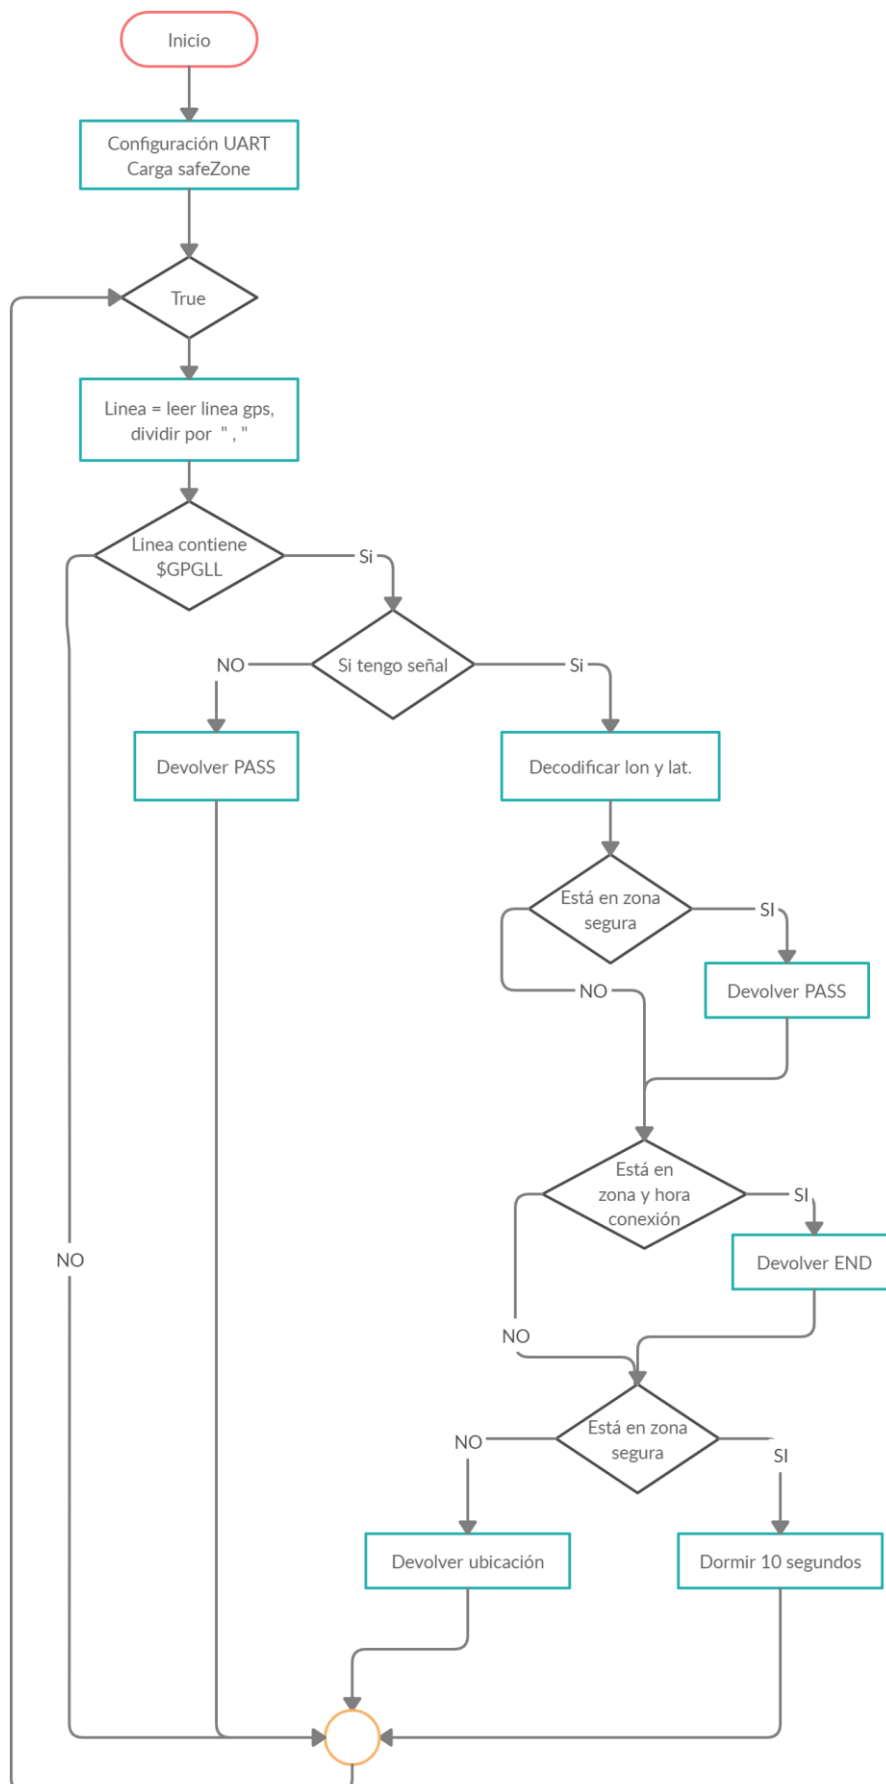 Inicio
Configuración UART
Carga safeZone
True
Linea = leer linea gps,
dividir por " , "
Linea contiene
$GPGLL
Si
Si tengo señal
NO
Si
Devolver PASS
Decodificar lon y lat.
Está en zona
segura
SI
NO
Devolver PASS
Está en
zona y hora
conexión
SI
NO
Devolver END
NO
Está en zona
segura
NO
SI
Devolver ubicación
Dormir 10 segundos